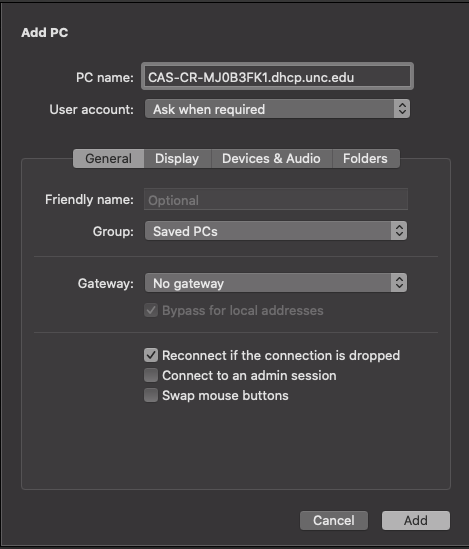 Add PC
PC name: CAS-CR-MJ0B3FK1.dhcp.unc.edu
User account: Ask when required
General Display Devices & Audio Folders
Friendly name: Optional
Group: Saved PCs
Gateway: No gateway
Bypass for local addresses
Reconnect if the connection is dropped
Connect to an admin session
Swap mouse buttons
Cancel Add